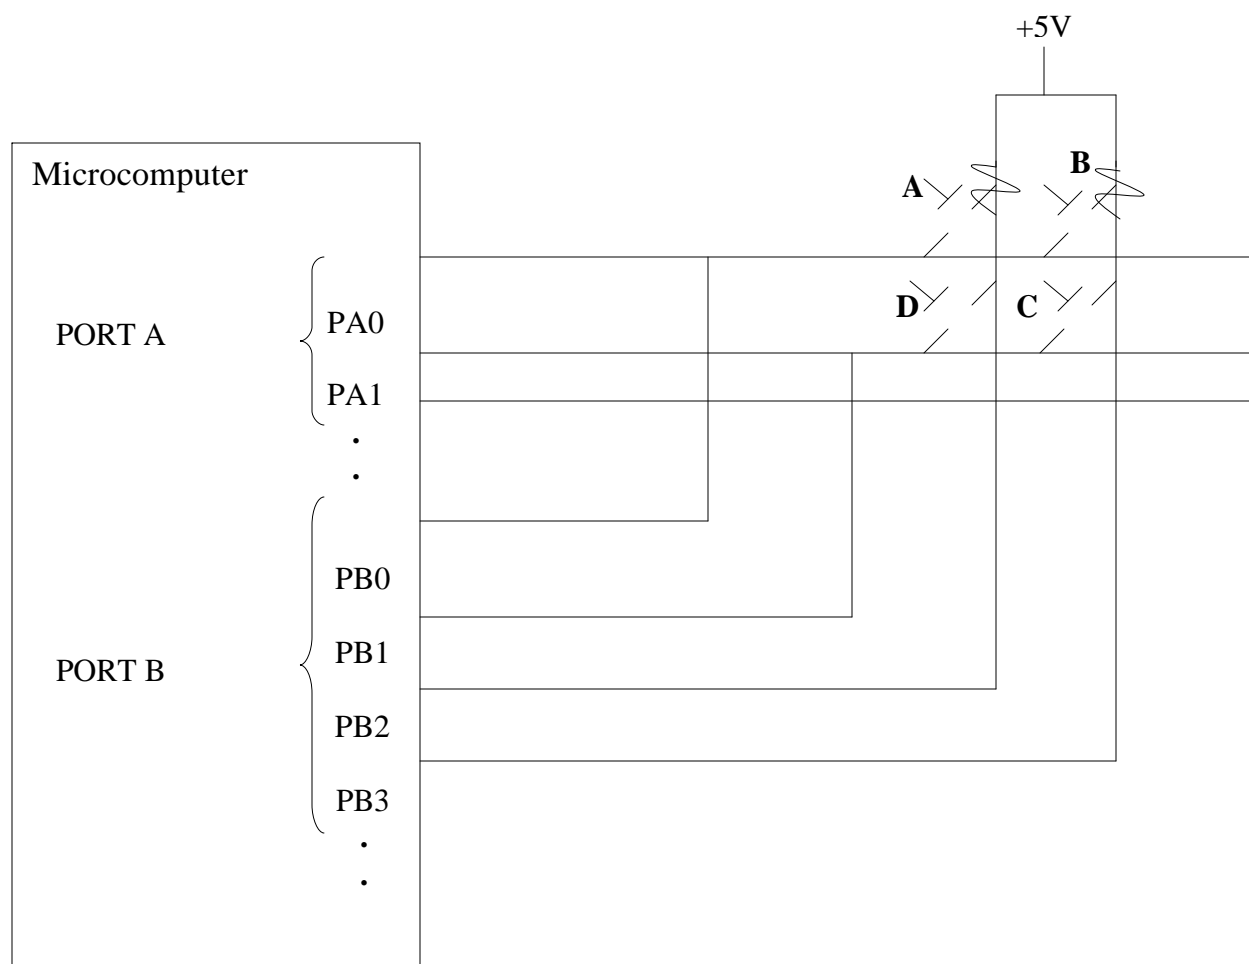 +5V
Microcomputer
B
A
PORT A
PA0
D
C
PA1
PORT B
PB0
PB1
PB2
PB3